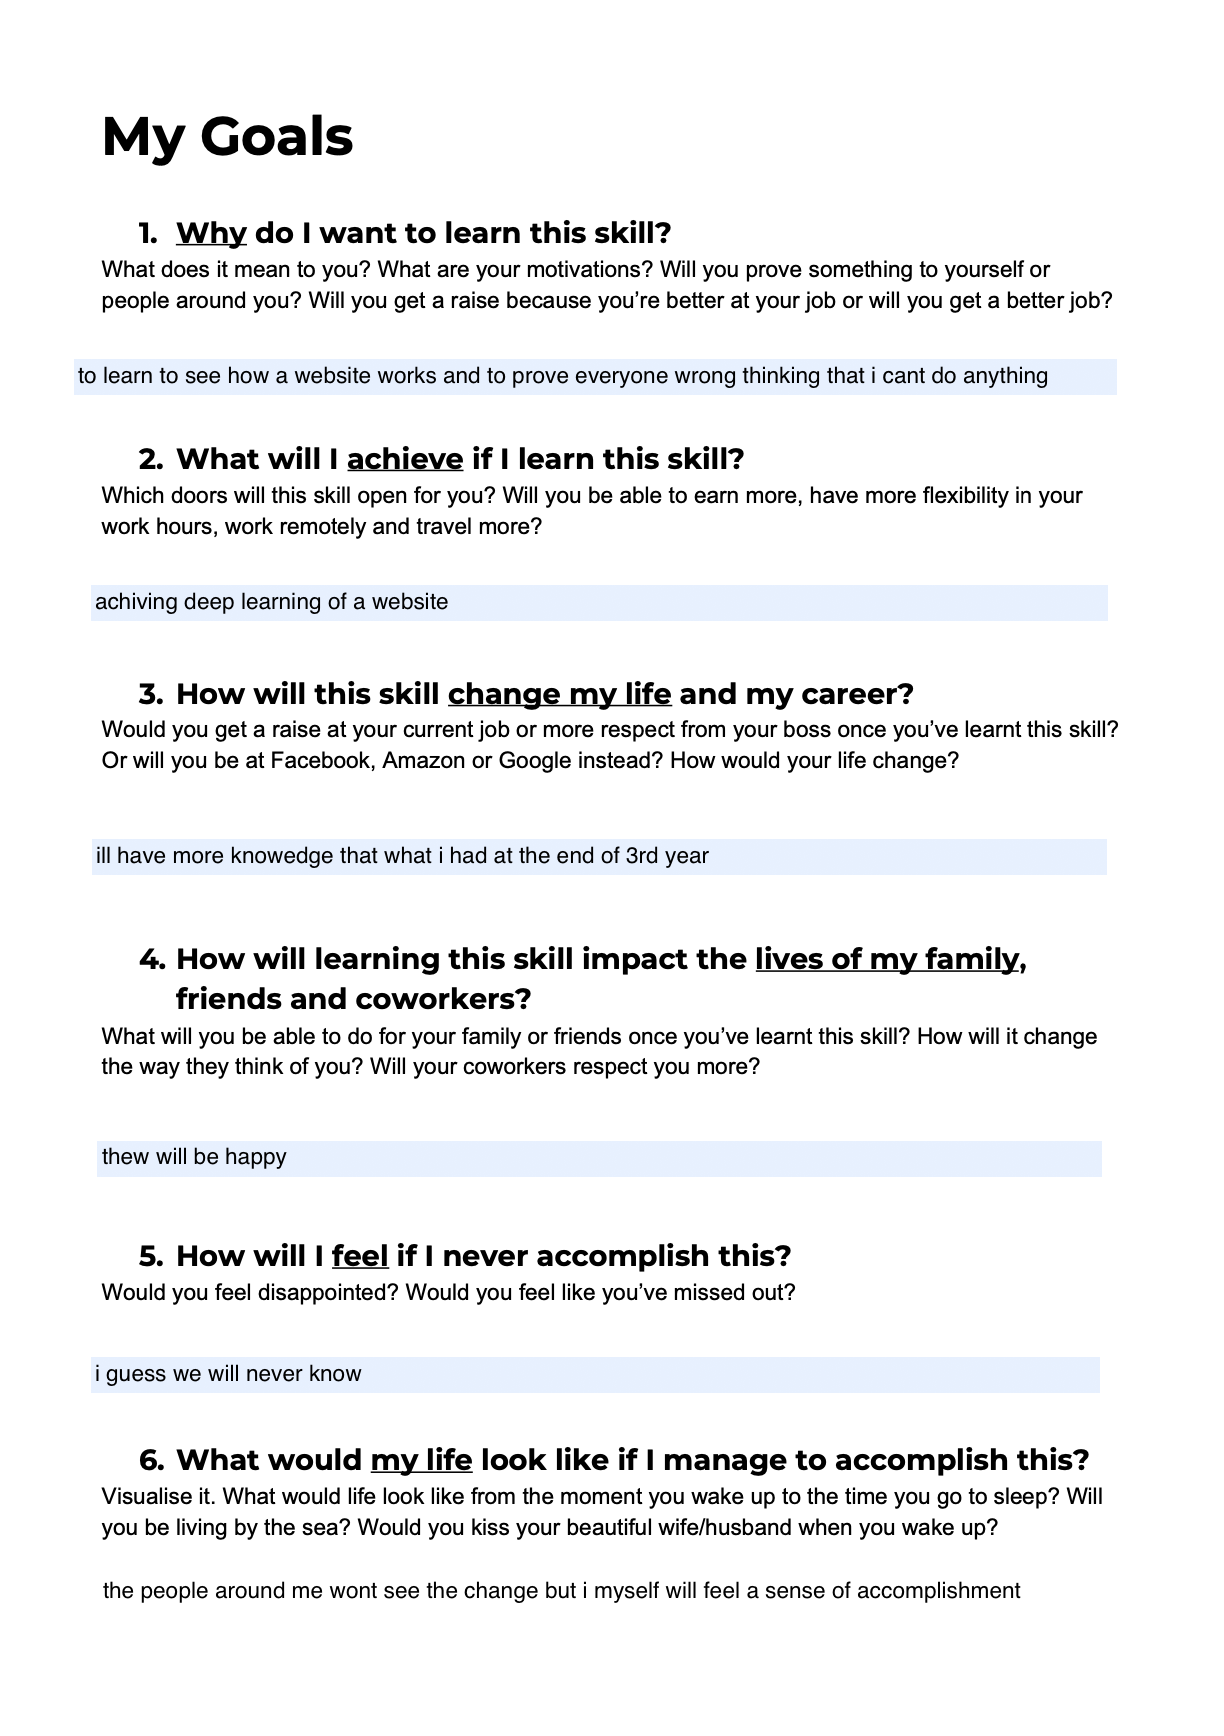 My Goals
1. Why do I want to learn this skill?
What does it mean to you? What are your motivations? Will you prove something to yourself or
people around you? Will you get a raise because you’re better at your job or will you get a better job?
to learn to see how a website works and to prove everyone wrong thinking that i cant do anything
2. What will I achieve if I learn this skill?
Which doors will this skill open for you? Will you be able to earn more, have more flexibility in your
work hours, work remotely and travel more?
achiving deep learning of a website
3. How will this skill change my life and my career?
Would you get a raise at your current job or more respect from your boss once you’ve learnt this skill?
Or will you be at Facebook, Amazon or Google instead? How would your life change?
ill have more knowedge that what i had at the end of 3rd year
4. How will learning this skill impact the lives of my family,
friends and coworkers?
What will you be able to do for your family or friends once you’ve learnt this skill? How will it change
the way they think of you? Will your coworkers respect you more?
thew will be happy
5. How will I feel if I never accomplish this?
Would you feel disappointed? Would you feel like you’ve missed out?
i guess we will never know
6. What would my life look like if I manage to accomplish this?
Visualise it. What would life look like from the moment you wake up to the time you go to sleep? Will
you be living by the sea? Would you kiss your beautiful wife/husband when you wake up?
the people around me wont see the change but i myself will feel a sense of accomplishment